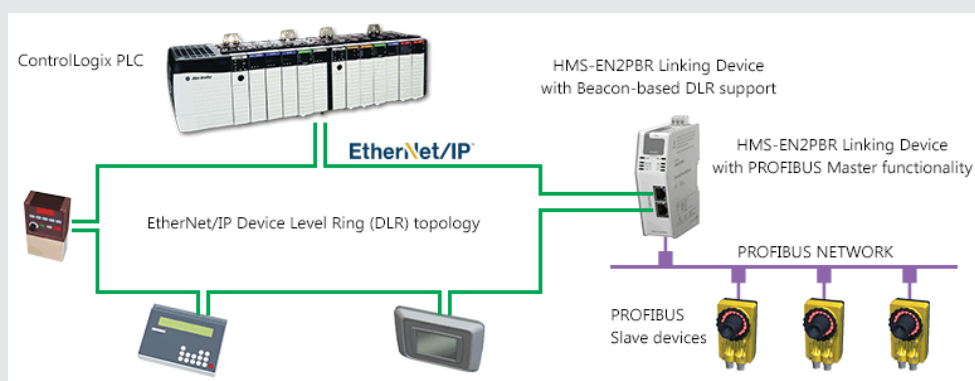 ControlLogix PLC
HMS-EN2PBR Linking Device
with Beacon-based DLR support
EtherNet/IP
HMS-EN2PBR Linking Device
with PROFIBUS Master functionality
EtherNet/IP Device Level Ring (DLR) topology
PROFIBUS NETWORK
PROFIBUS
Slave devices